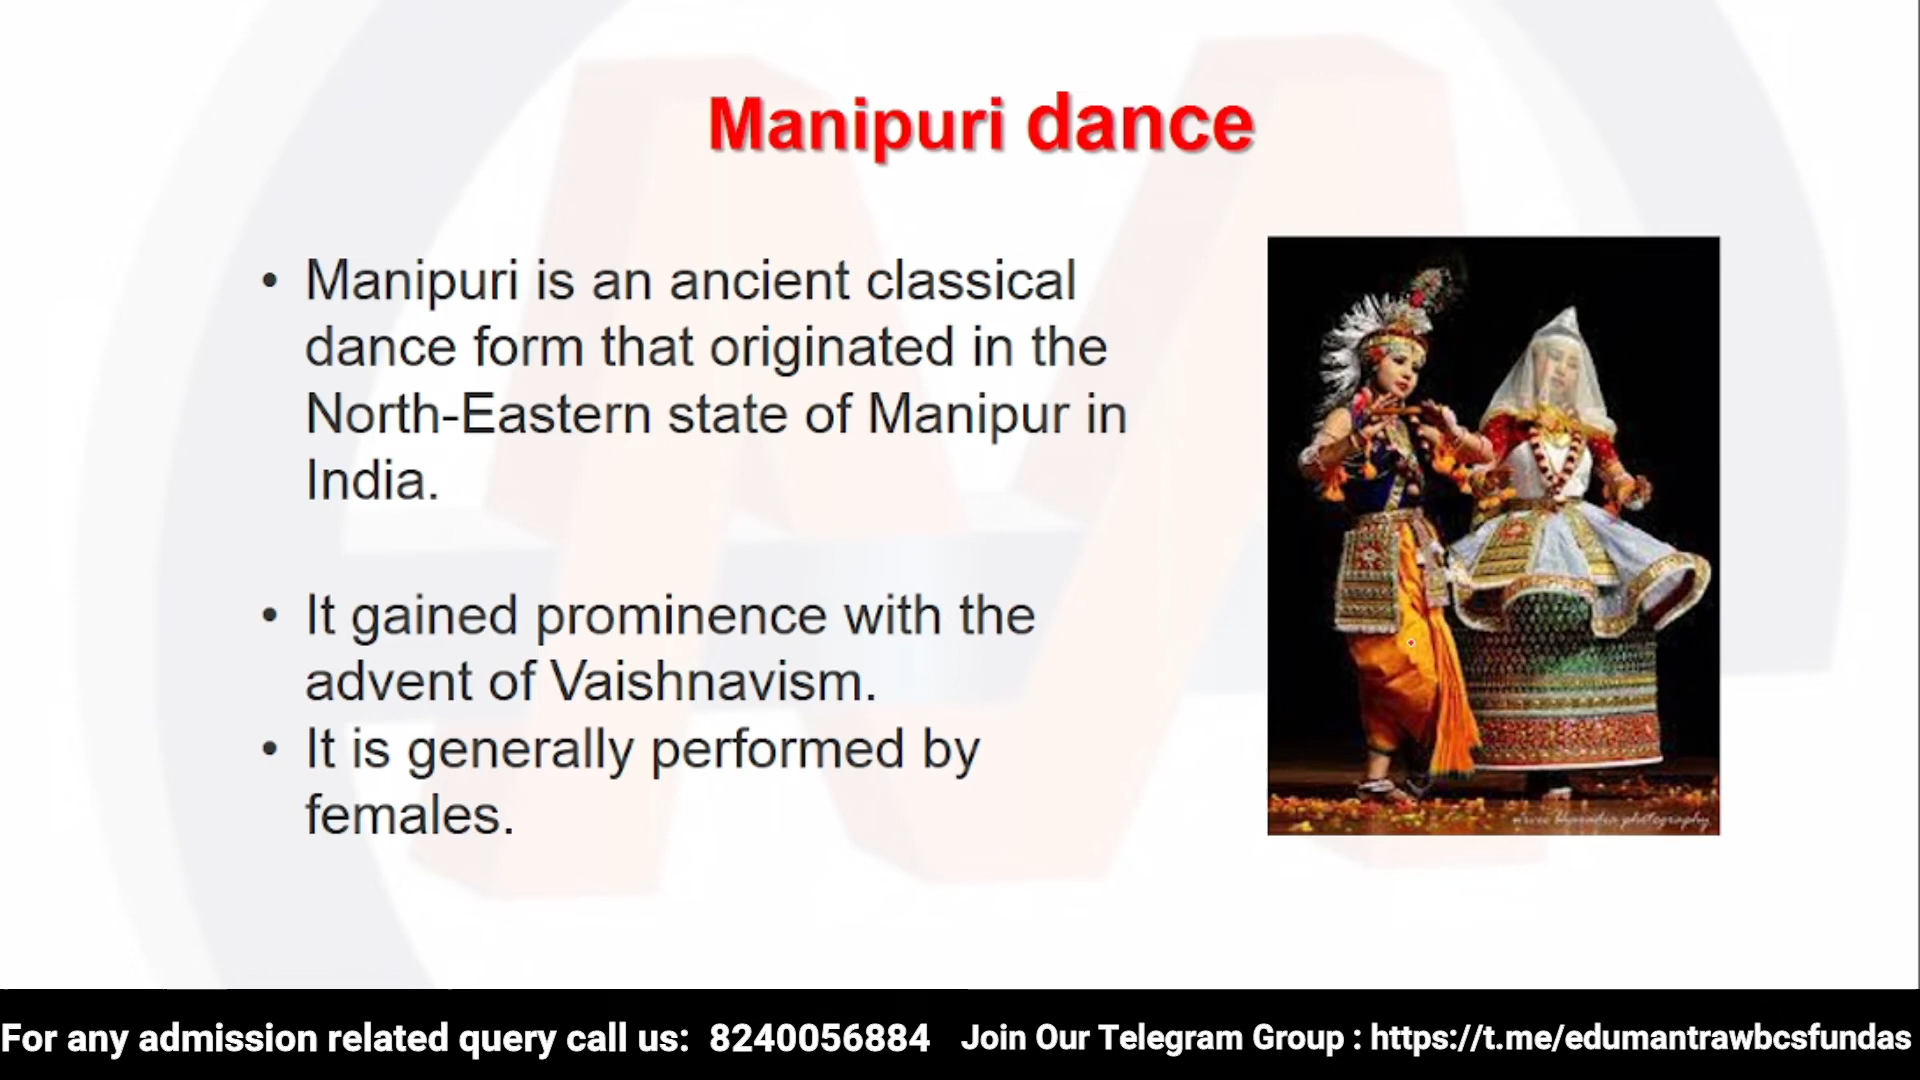 Manipuri dance
• Manipuri is an ancient classical
dance form that originated in the
North-Eastern state of Manipur in
India.
• It gained prominence with the
advent of Vaishnavism.
• It is generally performed by
females.
photography
For any admission related query call us: 8240056884 Join Our Telegram Group : https://t.me/edumantrawbcsfundas